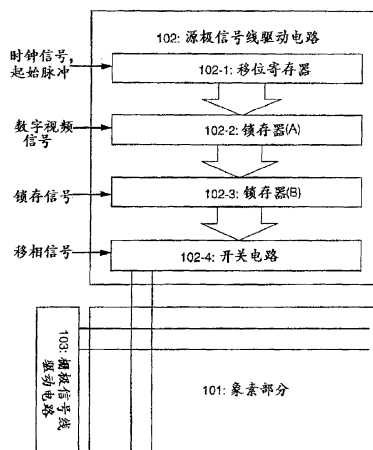 102: 源极信号线驱动电路
时钟信号,
起始脉冲
102-1: 移位寄存器
数字视频
信号
102-2: 锁存器(A)
锁存信号
102-3: 锁存器(B)
移相信号
102-4: 开关电路
103: 栅极信号线
驱动电路
101: 象素部分